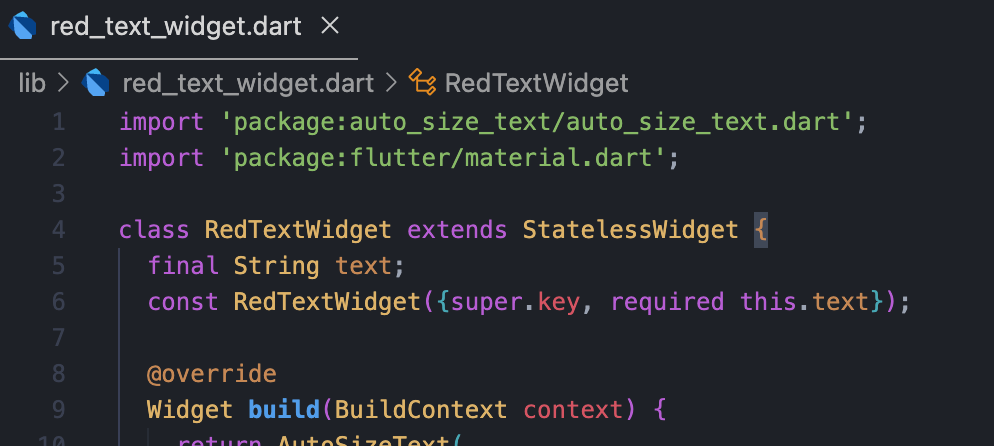 red_text_widget.dart ×
lib > red_text_widget.dart > RedTextWidget
1 import 'package:auto_size_text/auto_size_text.dart';
2 import 'package:flutter/material.dart';
3
4 class RedTextWidget extends StatelessWidget {
5 final String text;
6 const RedTextWidget({super.key, required this.text});
7
8 @override
9 Widget build(BuildContext context) {
10 return AutoSizeText(